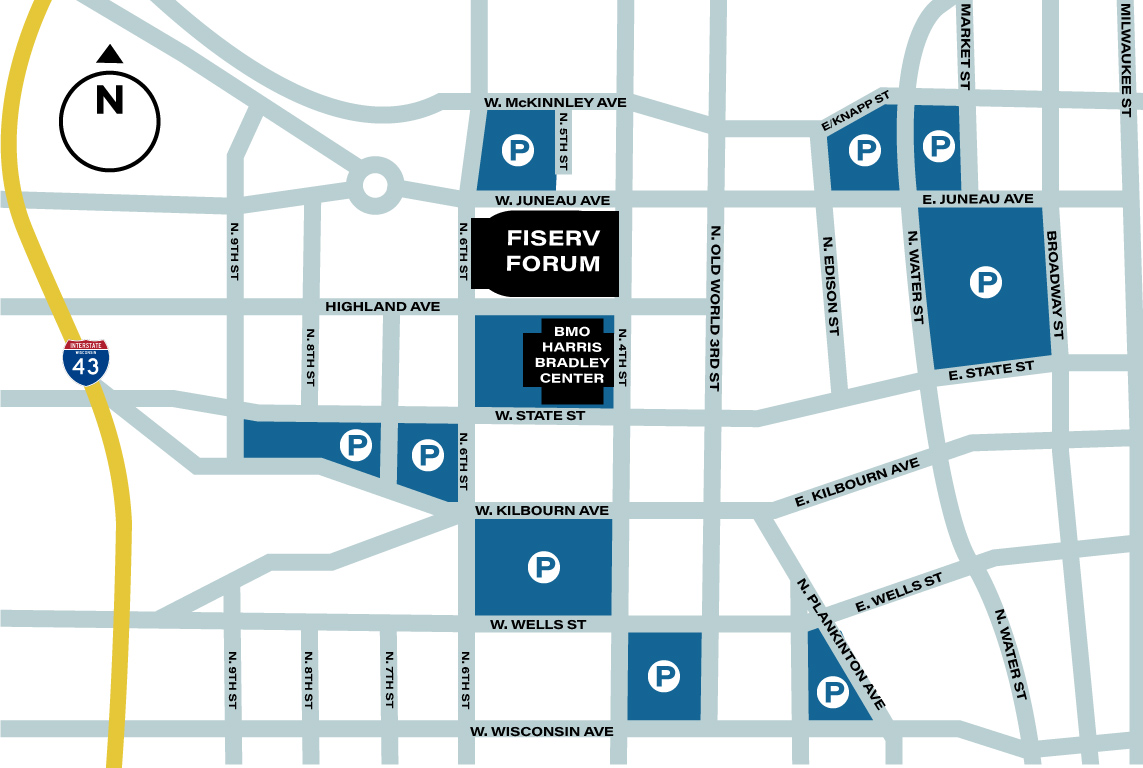 MARKET ST
MILWAUKEE ST
N
W. McKINNLEY AVE
E/KNAPP ST
N. 5TH ST
P
P
P
W. JUNEAU AVE
E. JUNEAU AVE
N. 9TH ST
N. 6TH ST
FISERV
FORUM
N. OLD WORLD 3RD ST
N. EDISON ST
N. WATER ST
BROADWAY ST
P
HIGHLAND AVE
N. 8TH ST
BMO
HARRIS
BRADLEY
CENTER
N. 4TH ST
INTERSTATE
WISCONSIN
43
E. STATE ST
W. STATE ST
P
P
N. 6TH ST
E. KILBOURN AVE
W. KILBOURN AVE
P
E. WELLS ST
N. PLANKINTON AVE
W. WELLS ST
N. WATER ST
N. 9TH ST
N. 8TH ST
N. 7TH ST
N. 6TH ST
P
P
W. WISCONSIN AVE